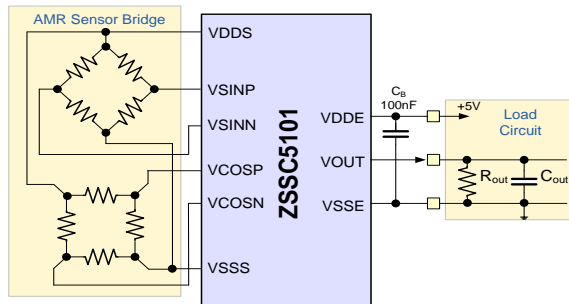 AMR Sensor Bridge
VDDS
VSINP
VSINN
VCOSP
VCOSN
VSSS
ZSSC5101
VDDE
VOUT
VSSE
CB
100nF
+5V
Load
Circuit
Rout
Cout